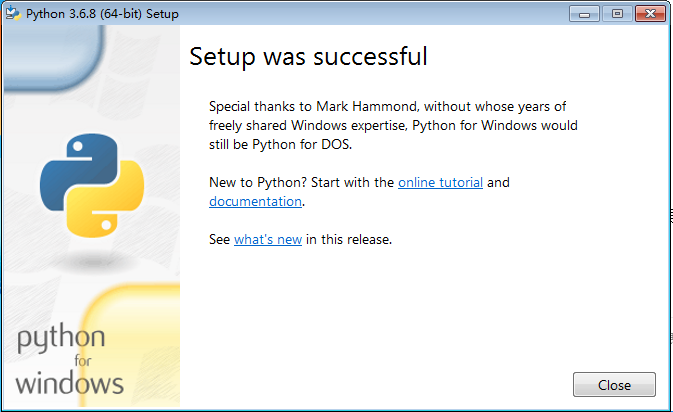 Python 3.6.8 (64-bit) Setup
Setup was successful
Special thanks to Mark Hammond, without whose years of
freely shared Windows expertise, Python for Windows would
still be Python for DOS.
New to Python? Start with the online tutorial and
documentation.
See what's new in this release.
python
for
windows
Close